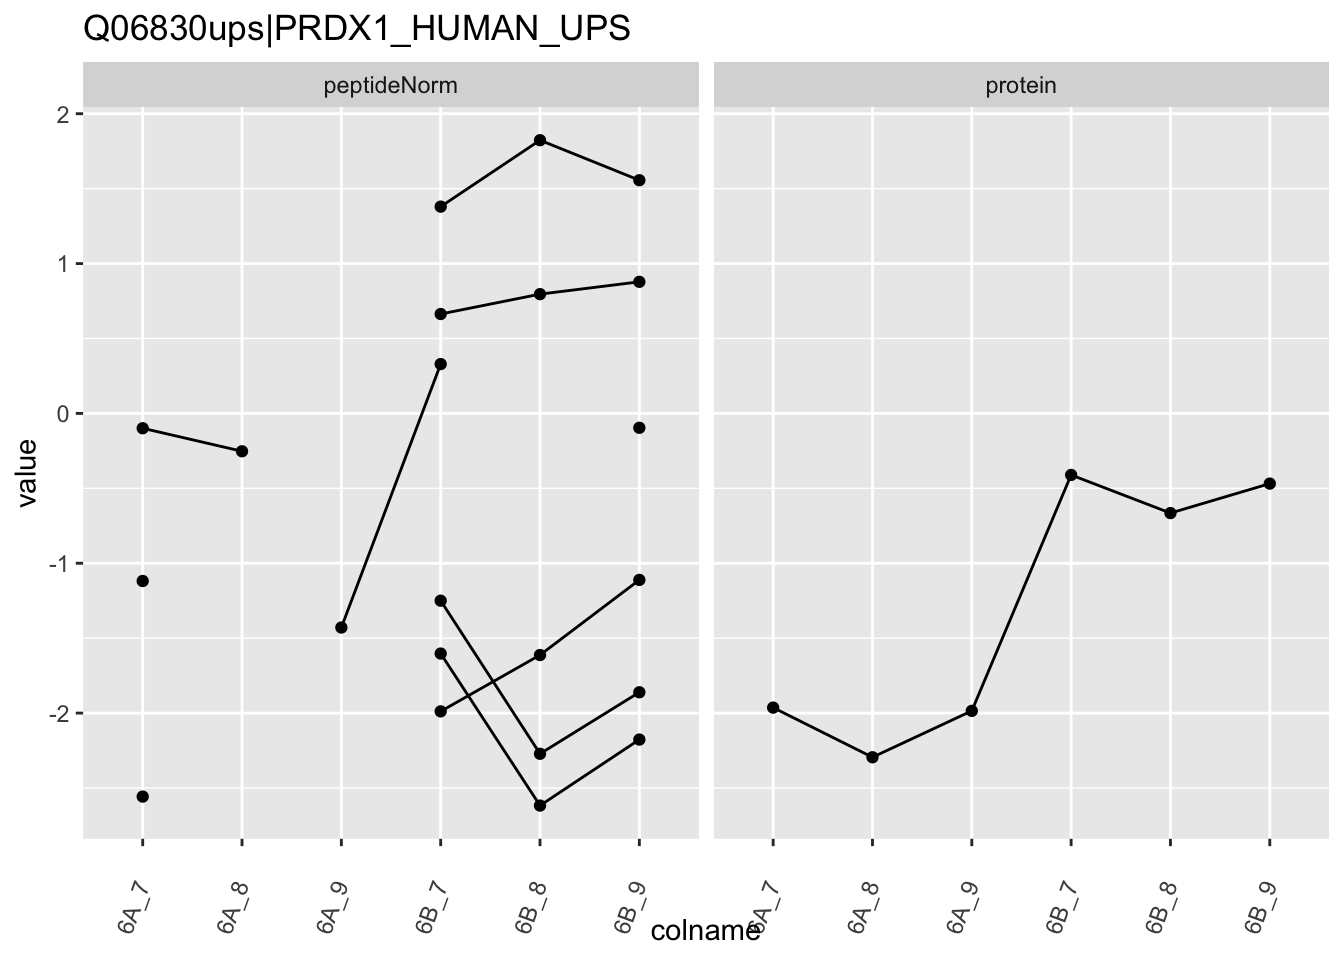 Q06830ups|PRDX1_HUMAN_UPS
peptideNorm
protein
value
2
1
0
-1
-2
6A_7
6A_8
6A_9
6B_7
6B_8
6B_9
6A_7
6A_8
6A_9
6B_7
6B_8
6B_9
colname